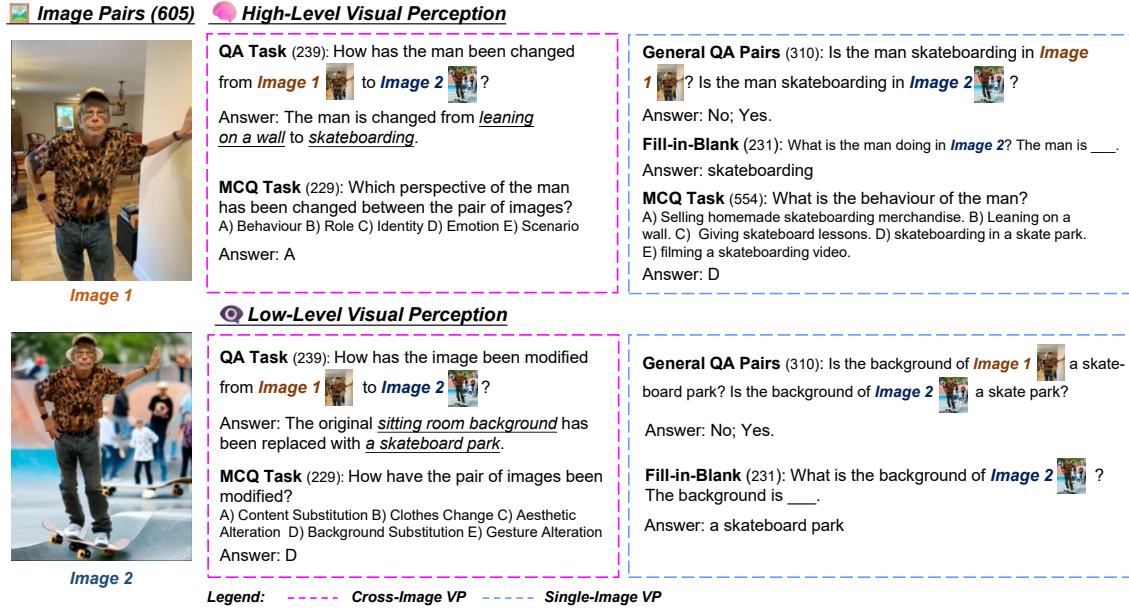 Image Pairs (605)
High-Level Visual Perception
QA Task (239): How has the man been changed
from Image 1 to Image 2 ?
Answer: The man is changed from leaning
on a wall to skateboarding.
MCQ Task (229): Which perspective of the man
has been changed between the pair of images?
A) Behaviour B) Role C) Identity D) Emotion E) Scenario
Answer: A
General QA Pairs (310): Is the man skateboarding in Image
1 ? Is the man skateboarding in Image 2 ?
Answer: No; Yes.
Fill-in-Blank (231): What is the man doing in Image 2? The man is ___.
Answer: skateboarding
MCQ Task (554): What is the behaviour of the man?
A) Selling homemade skateboarding merchandise. B) Leaning on a
wall. C) Giving skateboard lessons. D) skateboarding in a skate park.
E) filming a skateboarding video.
Answer: D
Image 1
Low-Level Visual Perception
QA Task (239): How has the image been modified
from Image 1 to Image 2 ?
Answer: The original sitting room background has
been replaced with a skateboard park.
MCQ Task (229): How have the pair of images been
modified?
A) Content Substitution B) Clothes Change C) Aesthetic
Alteration D) Background Substitution E) Gesture Alteration
Answer: D
General QA Pairs (310): Is the background of Image 1 a skate-
board park? Is the background of Image 2 a skate park?
Answer: No; Yes.
Fill-in-Blank (231): What is the background of Image 2 ?
The background is ___.
Answer: a skateboard park
Image 2
Legend: Cross-Image VP Single-Image VP